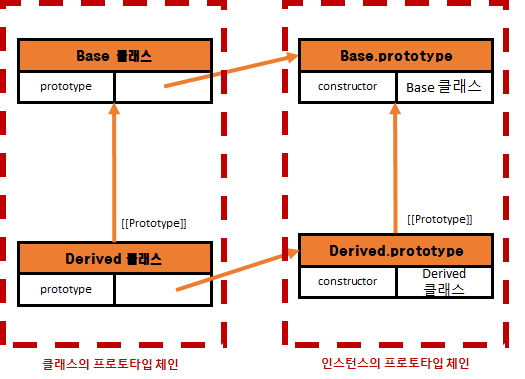 Base 클래스
prototype
Base.prototype
constructor
Base 클래스
[[Prototype]]
[[Prototype]]
Derived 클래스
prototype
Derived.prototype
constructor
Derived
클래스
클래스의 프로토타입 체인
인스턴스의 프로토타입 체인